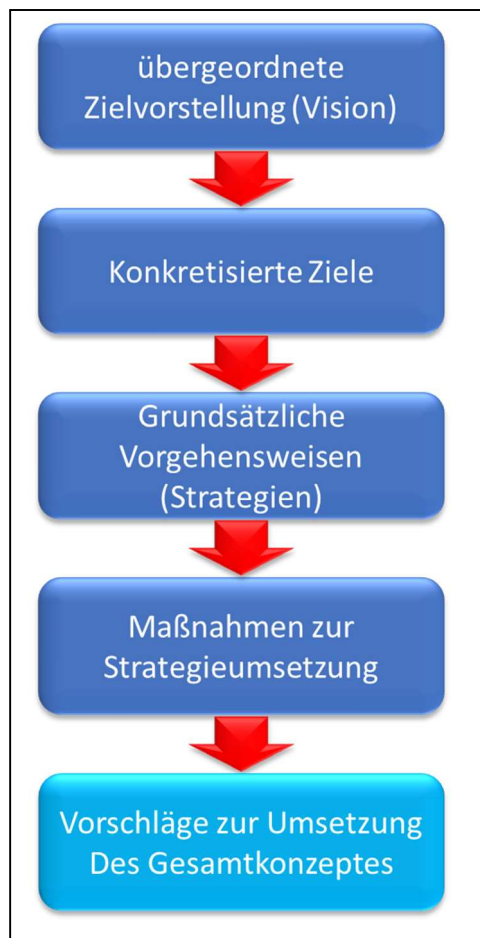 übergeordnete
Zielvorstellung (Vision)
Konkretisierte Ziele
Grundsätzliche
Vorgehensweisen
(Strategien)
Maßnahmen zur
Strategieumsetzung
Vorschläge zur Umsetzung
Des Gesamtkonzeptes